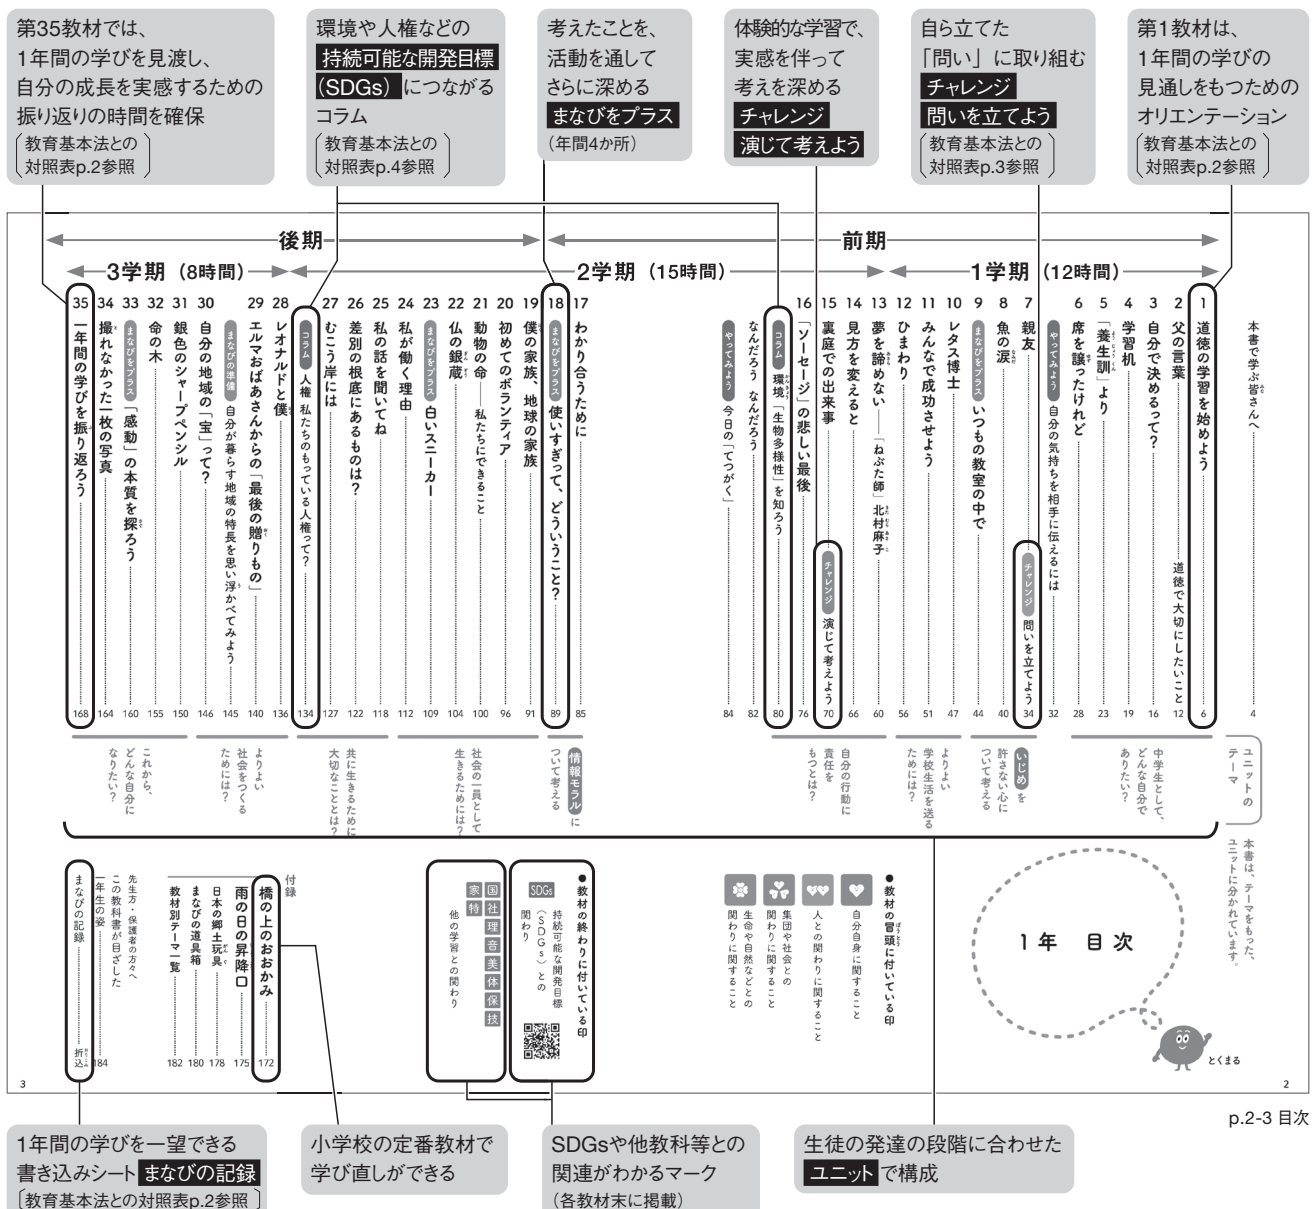 第35教材では、
1年間の学びを見渡し、
自分の成長を実感するための
振り返りの時間を確保
教育基本法との
対照表p.2参照
環境や人権などの
持続可能な開発目標
(SDGs) につながる
コラム
教育基本法との
対照表p.4参照
考えたことを、
活動を通して
さらに深める
まなびをプラス
(年間4か所)
体験的な学習で、
実感を伴って
考えを深める
チャレンジ
演じて考えよう
自ら立てた
「問い」に取り組む
チャレンジ
問いを立てよう
教育基本法との
対照表p.3参照
第1教材は、
1年間の学びの
見通しをもつための
オリエンテーション
教育基本法との
対照表p.2参照
後期
前期
3学期(8時間)
2学期(15時間)
1学期(12時間)
本書で学ぶ皆さんへ 4
1 道徳の学習を始めよう 6
2 父の言葉 道徳で大切にしたいこと 12
3 自分で決めるって? 16
4 学習机 19
5 「養生訓」より 23
6 席を譲ったけれど 28
やってみよう 自分の気持ちを相手に伝えるには 32
7 親友 チャレンジ 問いを立てよう 34
8 魚の涙 40
9 まなびをプラス いつもの教室の中で 44
10 レタス博士 47
11 みんなで成功させよう 51
12 ひまわり 56
13 夢を諦めない——「ねぶた師」北村麻子 60
14 見方を変えると 66
15 裏庭での出来事 チャレンジ 演じて考えよう 70
16 「ソーセージ」の悲しい最後 76
コラム 環境 「生物多様性」を知ろう 80
なんだろう なんだろう 82
やってみよう 今日の「てつがく」 84
17 わかり合うために 85
18 まなびをプラス 使いすぎって、どういうこと? 89
19 僕の家族、地球の家族 91
20 初めてのボランティア 96
21 動物の命——私たちにできること 100
22 仏の銀蔵 104
23 まなびをプラス 白いスニーカー 109
24 私が働く理由 112
25 私の話を聞いてね 118
26 差別の根底にあるものは? 122
27 むこう岸には 127
コラム 人権 私たちのもっている人権って? 134
28 レオナルドと僕 136
29 エルマおばあさんからの「最後の贈りもの」 140
まなびの準備 自分が暮らす地域の特長を思い浮かべてみよう 145
30 自分の地域の「宝」って? 146
31 銀色のシャープペンシル 150
32 命の木 155
33 まなびをプラス 「感動」の本質を探ろう 160
34 撮れなかった一枚の写真 164
35 一年間の学びを振り返ろう 168
ユニットの
テーマ
中学生として、
どんな自分で
ありたい?
いじめを
許さない心に
ついて考える
よりよい
学校生活を送る
ためには?
自分の行動に
責任を
もつとは?
情報モラルに
ついて考える
社会の一員として
生きるためには?
共に生きるために
大切なこととは?
よりよい
社会をつくる
ためには?
これから、
どんな自分に
なりたい?
本書は、テーマをもった、
ユニットに分かれています。
1年 目次
とくまる
●教材の冒頭に付いている印
自分自身に関すること
人との関わりに関すること
集団や社会との
関わりに関すること
生命や自然などとの
関わりに関すること
●教材の終わりに付いている印
SDGs
持続可能な開発目標
(SDGs)との
関わり
国 社 理 音 美 体 保 技
家 特
他の学習との関わり
付録
橋の上のおおかみ 172
雨の日の昇降口 175
日本の郷土玩具 178
まなびの道具箱 180
教材別テーマ一覧 182
先生方・保護者の方々へ
この教科書が目ざした
一年生の姿 184
まなびの記録 折込
3
2
p.2-3 目次
1年間の学びを一望できる
書き込みシート まなびの記録
教育基本法との対照表p.2参照
小学校の定番教材で
学び直しができる
SDGsや他教科等との
関連がわかるマーク
(各教材末に掲載)
生徒の発達の段階に合わせた
ユニット で構成